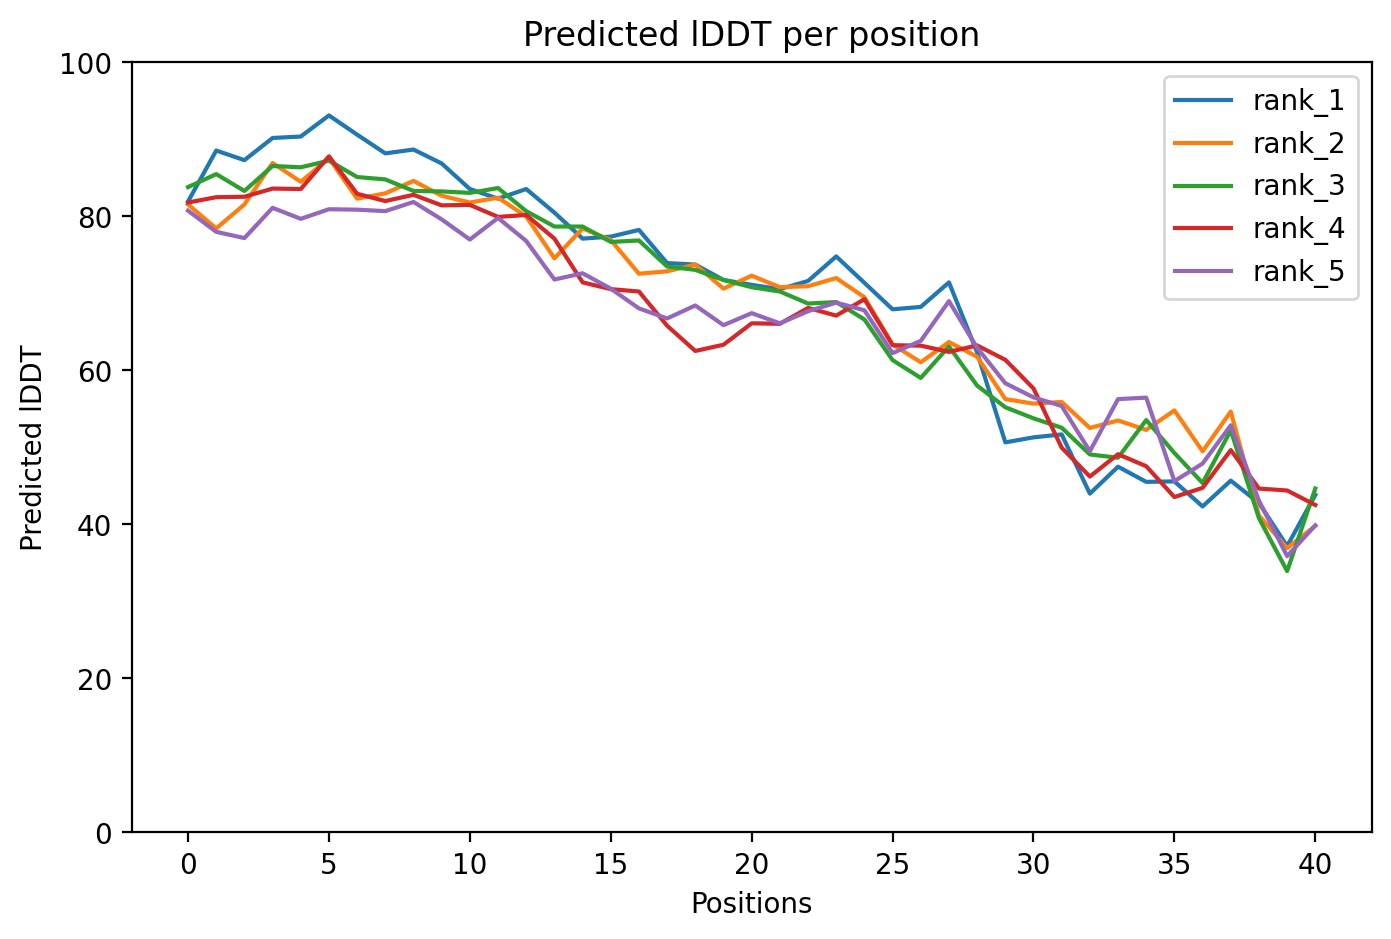 Predicted lDDT per position
100
80
60
40
20
0
Predicted lDDT
0 5 10 15 20 25 30 35 40
Positions
rank_1
rank_2
rank_3
rank_4
rank_5